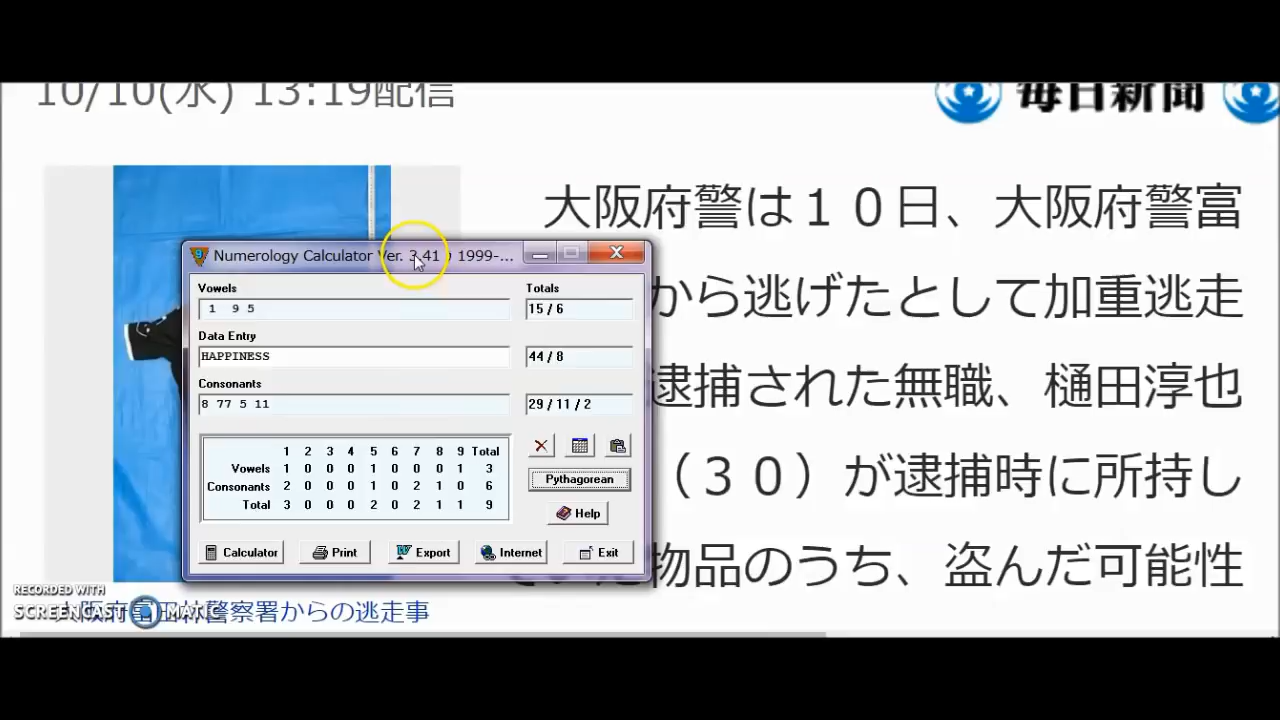 10/10(水) 13:19配信
毎日新聞
大阪府警は１０日、大阪府警富
から逃げたとして加重逃走
逮捕された無職、樋田淳也
（３０）が逮捕時に所持し
物品のうち、盗んだ可能性
Numerology Calculator Ver. 3.41 1999-...
Vowels Totals
1 9 5 15 / 6
Data Entry
HAPPINESS 44 / 8
Consonants
8 77 5 11 29 / 11 / 2
1 2 3 4 5 6 7 8 9 Total
Vowels 1 0 0 0 1 0 0 0 1 3
Consonants 2 0 0 0 1 0 2 1 0 6
Total 3 0 0 0 2 0 2 1 1 9
Pythagorean
Help
Calculator Print Export Internet Exit
RECORDED WITH
SCREENCAST MATIC
大阪府富田林警察署からの逃走事